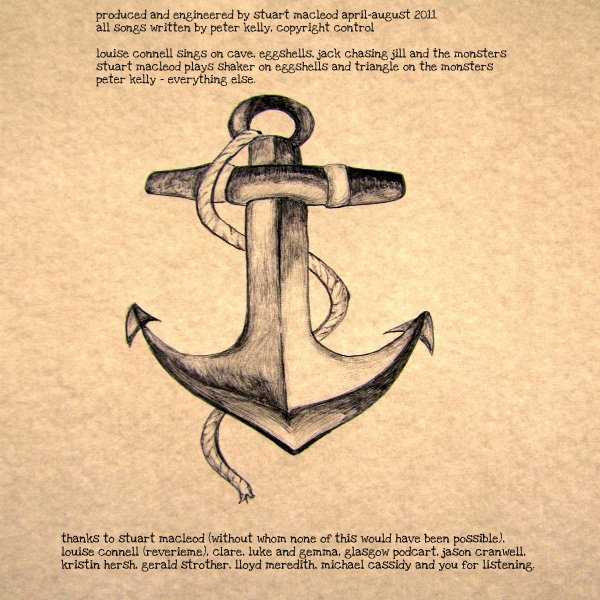 produced and engineered by stuart macleod april-august 2011.
all songs written by peter kelly, copyright control
louise connell sings on cave, eggshells, jack chasing jill and the monsters
stuart macleod plays shaker on eggshells and triangle on the monsters
peter kelly - everything else.
thanks to stuart macleod (without whom none of this would have been possible),
louise connell (reverieme), clare, luke and gemma, glasgow podcart, jason cranwell,
kristin hersh, gerald strother, lloyd meredith, michael cassidy and you for listening.